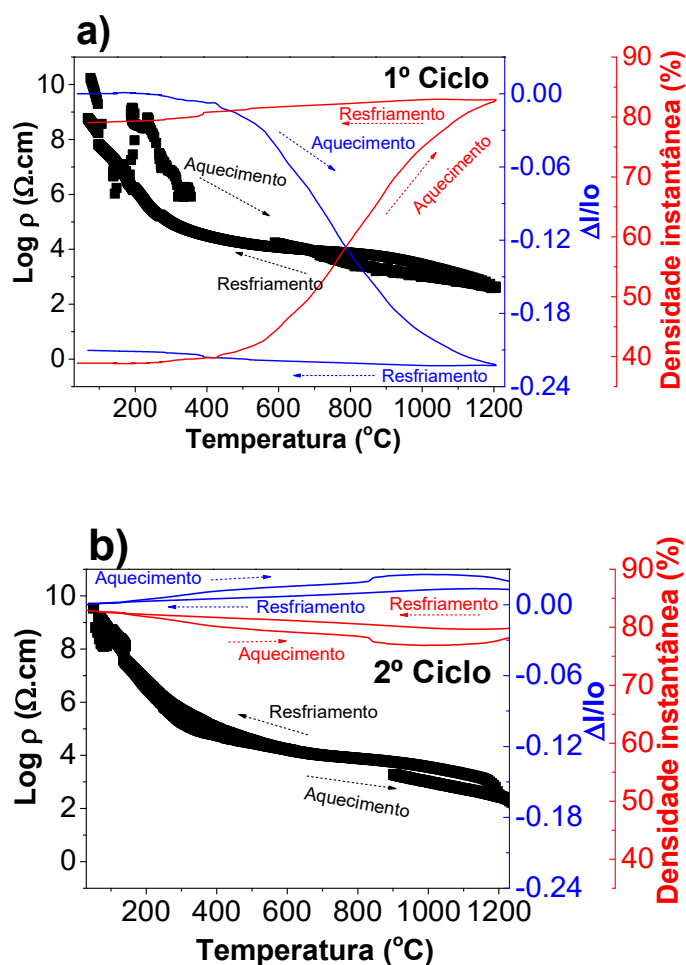 a)
1º Ciclo
Resfriamento
Aquecimento
Aquecimento
Aquecimento
Resfriamento
Resfriamento
10
8
6
4
2
0
Log ρ (Ω.cm)
200 400 600 800 1000 1200
Temperatura (°C)
0.00
-0.06
-0.12
-0.18
-0.24
Δl/lo
90
80
70
60
50
40
Densidade instantânea (%)
b)
Aquecimento
Resfriamento
Resfriamento
Aquecimento
2º Ciclo
Resfriamento
Aquecimento
10
8
6
4
2
0
Log ρ (Ω.cm)
200 400 600 800 1000 1200
Temperatura (°C)
0.00
-0.06
-0.12
-0.18
-0.24
Δl/lo
90
80
70
60
50
40
Densidade instantânea (%)